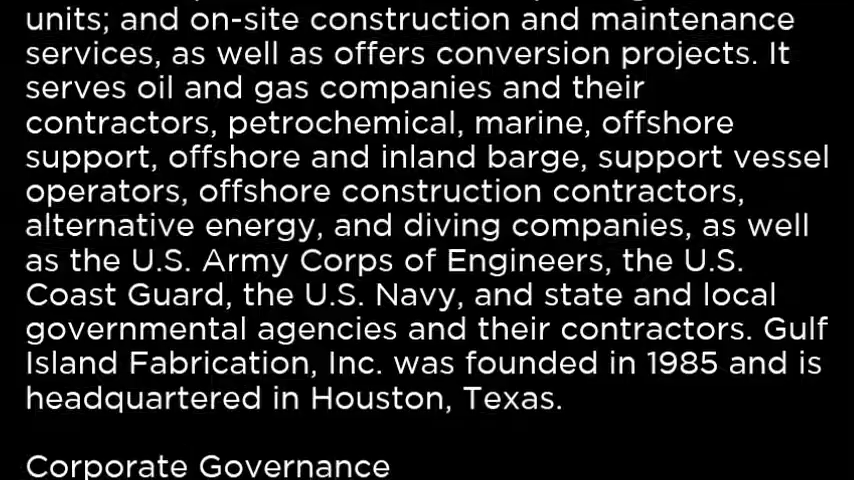 units; and on-site construction and maintenance
services, as well as offers conversion projects. It
serves oil and gas companies and their
contractors, petrochemical, marine, offshore
support, offshore and inland barge, support vessel
operators, offshore construction contractors,
alternative energy, and diving companies, as well
as the U.S. Army Corps of Engineers, the U.S.
Coast Guard, the U.S. Navy, and state and local
governmental agencies and their contractors. Gulf
Island Fabrication, Inc. was founded in 1985 and is
headquartered in Houston, Texas.
Corporate Governance